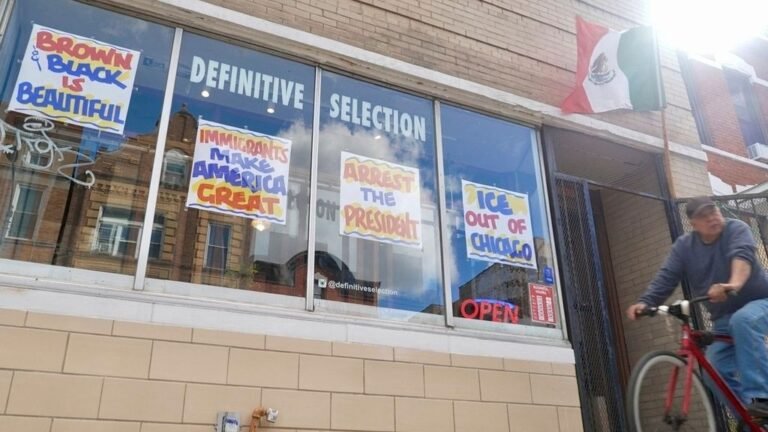 DEFINITIVE SELECTION
BROWN
& BLACK
IS
BEAUTIFUL
IMMIGRANTS
MAKE
AMERICA
GREAT
ARREST
THE
PRESIDENT
ICE
OUT OF
CHICAGO
@definitiveselection
OPEN